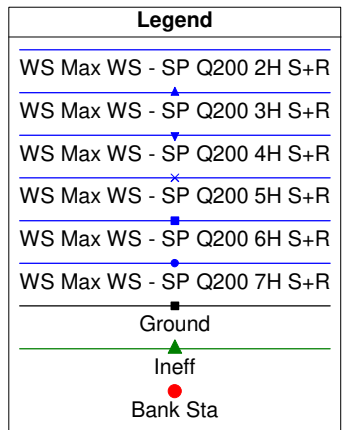 Legend
WS Max WS - SP Q200 2H S+R
WS Max WS - SP Q200 3H S+R
WS Max WS - SP Q200 4H S+R
WS Max WS - SP Q200 5H S+R
WS Max WS - SP Q200 6H S+R
WS Max WS - SP Q200 7H S+R
Ground
Ineff
Bank Sta